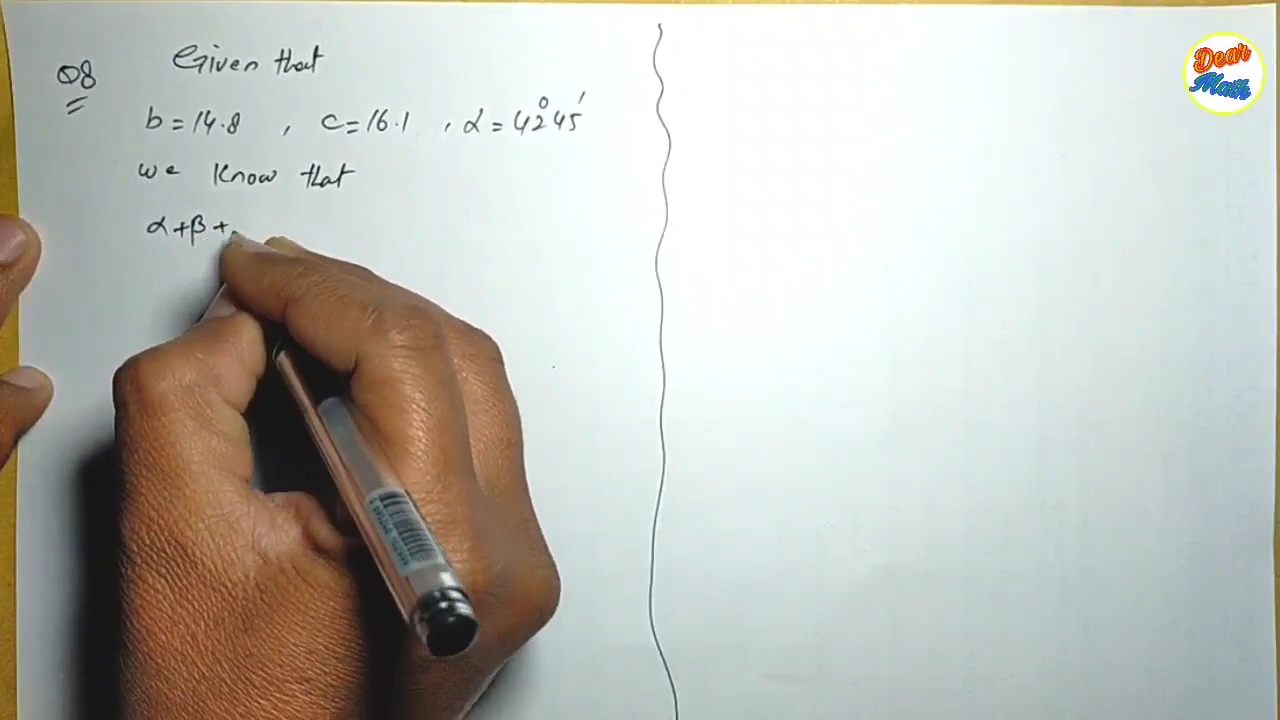 Q8 Given that
b = 14.8 , c = 16.1 , α = 42°45′
we know that
α + β +
Dear
Math